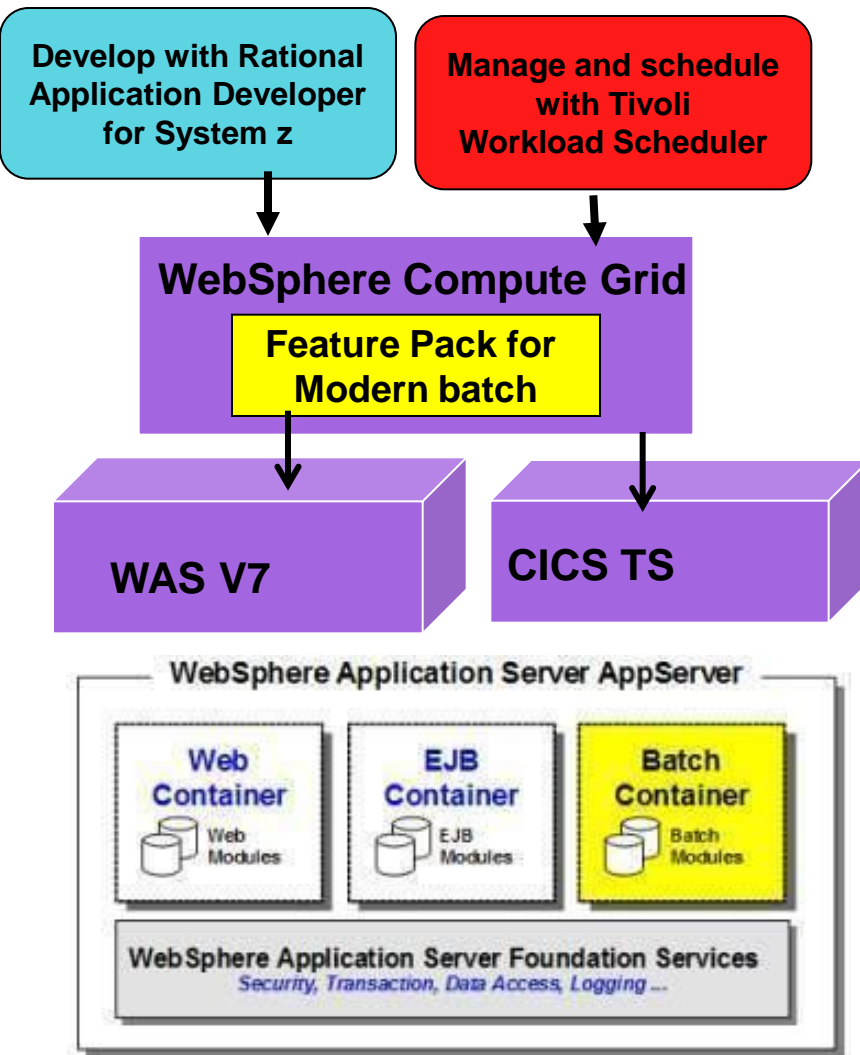 Develop with Rational
Application Developer
for System z
Manage and schedule
with Tivoli
Workload Scheduler
WebSphere Compute Grid
Feature Pack for
Modern batch
WAS V7
CICS TS
WebSphere Application Server AppServer
Web
Container
Web
Modules
EJB
Container
EJB
Modules
Batch
Container
Batch
Modules
WebSphere Application Server Foundation Services
Security, Transaction, Data Access, Logging ...